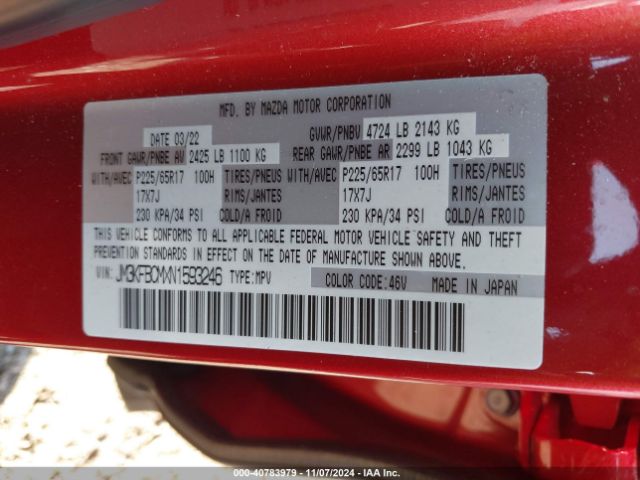 MFD. BY MAZDA MOTOR CORPORATION
DATE 03/22 GVWR/PNBV 4724 LB 2143 KG
FRONT GAWR/PNBE AV 2425 LB 1100 KG REAR GAWR/PNBE AR 2299 LB 1043 KG
WITH/AVEC P225/65R17 100H TIRES/PNEUS WITH/AVEC P225/65R17 100H TIRES/PNEUS
17X7J RIMS/JANTES 17X7J RIMS/JANTES
230 KPA/34 PSI COLD/A FROID 230 KPA/34 PSI COLD/A FROID
THIS VEHICLE CONFORMS TO ALL APPLICABLE FEDERAL MOTOR VEHICLE SAFETY AND THEFT
PREVENTION STANDARDS IN EFFECT ON THE DATE OF MANUFACTURE SHOWN ABOVE.
VIN: JM3KFBCMXN1593246 TYPE:MPV COLOR CODE:46V MADE IN JAPAN
000-40783979 - 11/07/2024 - IAA Inc.